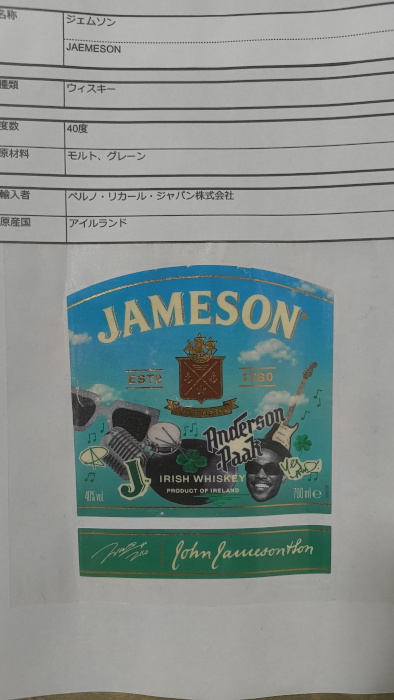 名称 ジェムソン
JAEMESON
種類 ウィスキー
度数 40度
原材料 モルト、グレーン
輸入者 ペルノ・リカール・ジャパン株式会社
原産国 アイルランド
JAMESON
ESTD 1780
Anderson
.Paak
J
IRISH WHISKEY
PRODUCT OF IRELAND
40% vol 700 ml e
John Jameson & Son